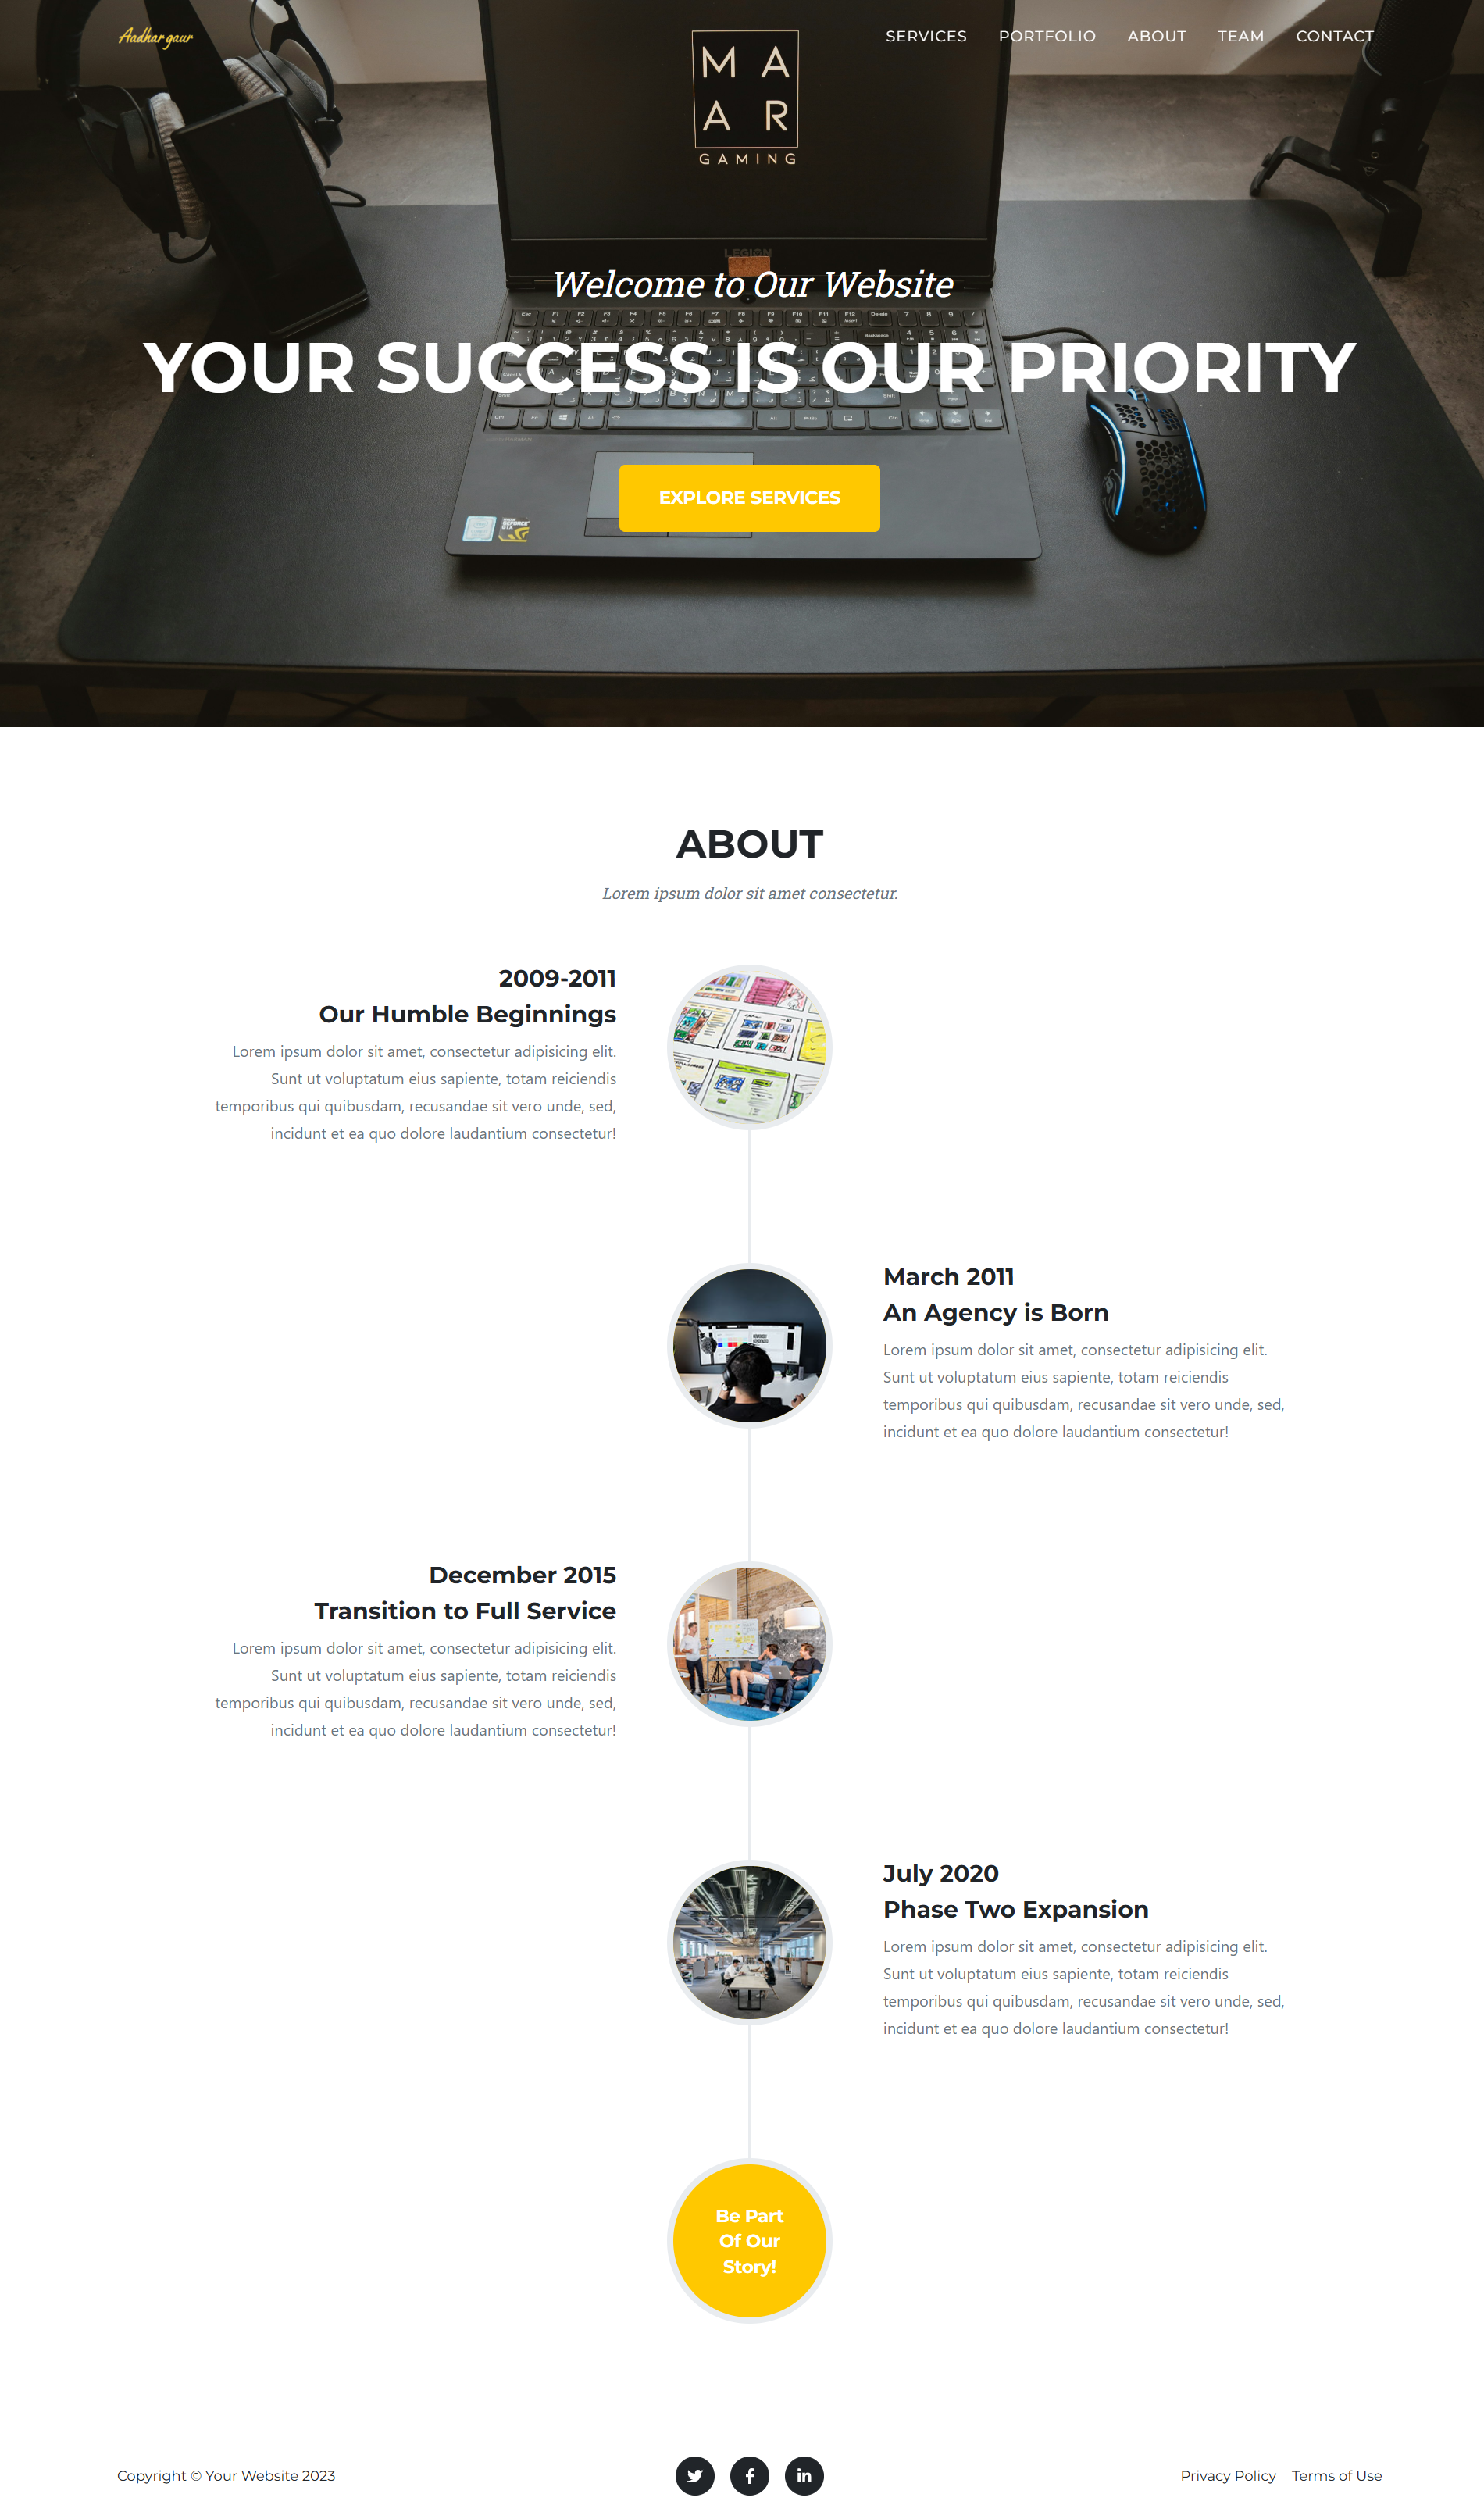 Aadhar gaur
SERVICES PORTFOLIO ABOUT TEAM CONTACT
M A
A R
GAMING
LEGION
Welcome to Our Website
YOUR SUCCESS IS OUR PRIORITY
EXPLORE SERVICES
ABOUT
Lorem ipsum dolor sit amet consectetur.
2009-2011
Our Humble Beginnings
Lorem ipsum dolor sit amet, consectetur adipisicing elit.
Sunt ut voluptatum eius sapiente, totam reiciendis
temporibus qui quibusdam, recusandae sit vero unde, sed,
incidunt et ea quo dolore laudantium consectetur!
March 2011
An Agency is Born
Lorem ipsum dolor sit amet, consectetur adipisicing elit.
Sunt ut voluptatum eius sapiente, totam reiciendis
temporibus qui quibusdam, recusandae sit vero unde, sed,
incidunt et ea quo dolore laudantium consectetur!
December 2015
Transition to Full Service
Lorem ipsum dolor sit amet, consectetur adipisicing elit.
Sunt ut voluptatum eius sapiente, totam reiciendis
temporibus qui quibusdam, recusandae sit vero unde, sed,
incidunt et ea quo dolore laudantium consectetur!
July 2020
Phase Two Expansion
Lorem ipsum dolor sit amet, consectetur adipisicing elit.
Sunt ut voluptatum eius sapiente, totam reiciendis
temporibus qui quibusdam, recusandae sit vero unde, sed,
incidunt et ea quo dolore laudantium consectetur!
Be Part
Of Our
Story!
Copyright © Your Website 2023
Privacy Policy Terms of Use